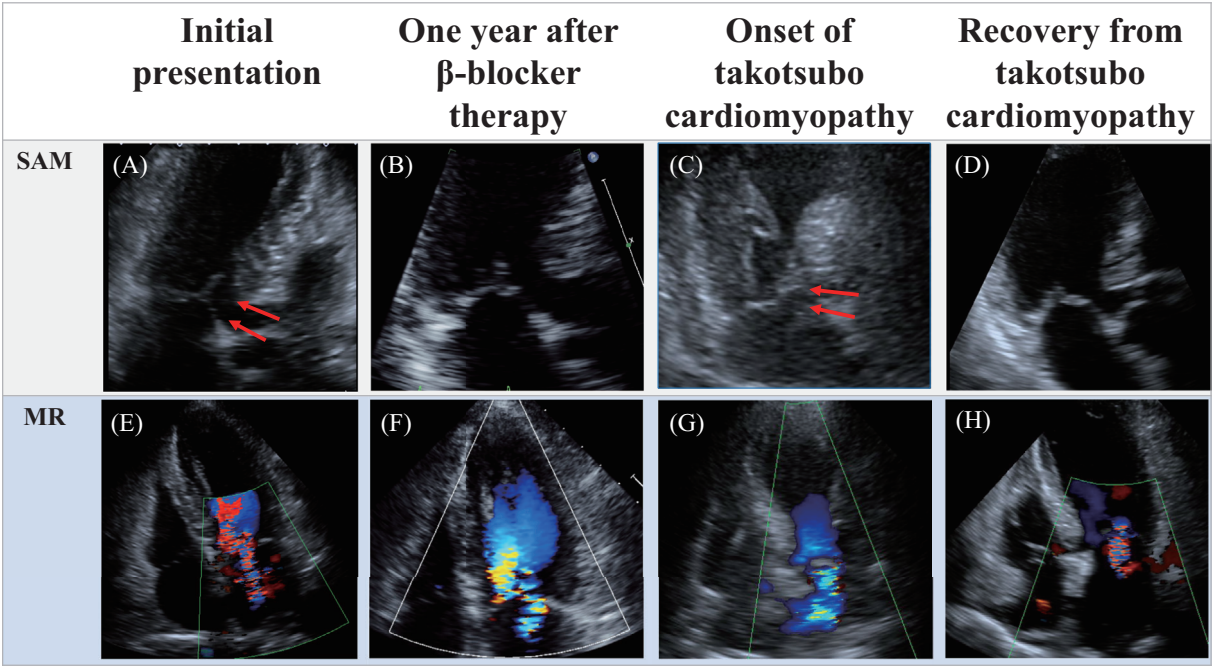 Initial
presentation
One year after
β-blocker
therapy
Onset of
takotsubo
cardiomyopathy
Recovery from
takotsubo
cardiomyopathy
SAM
(A)
(B)
(C)
(D)
MR
(E)
(F)
(G)
(H)